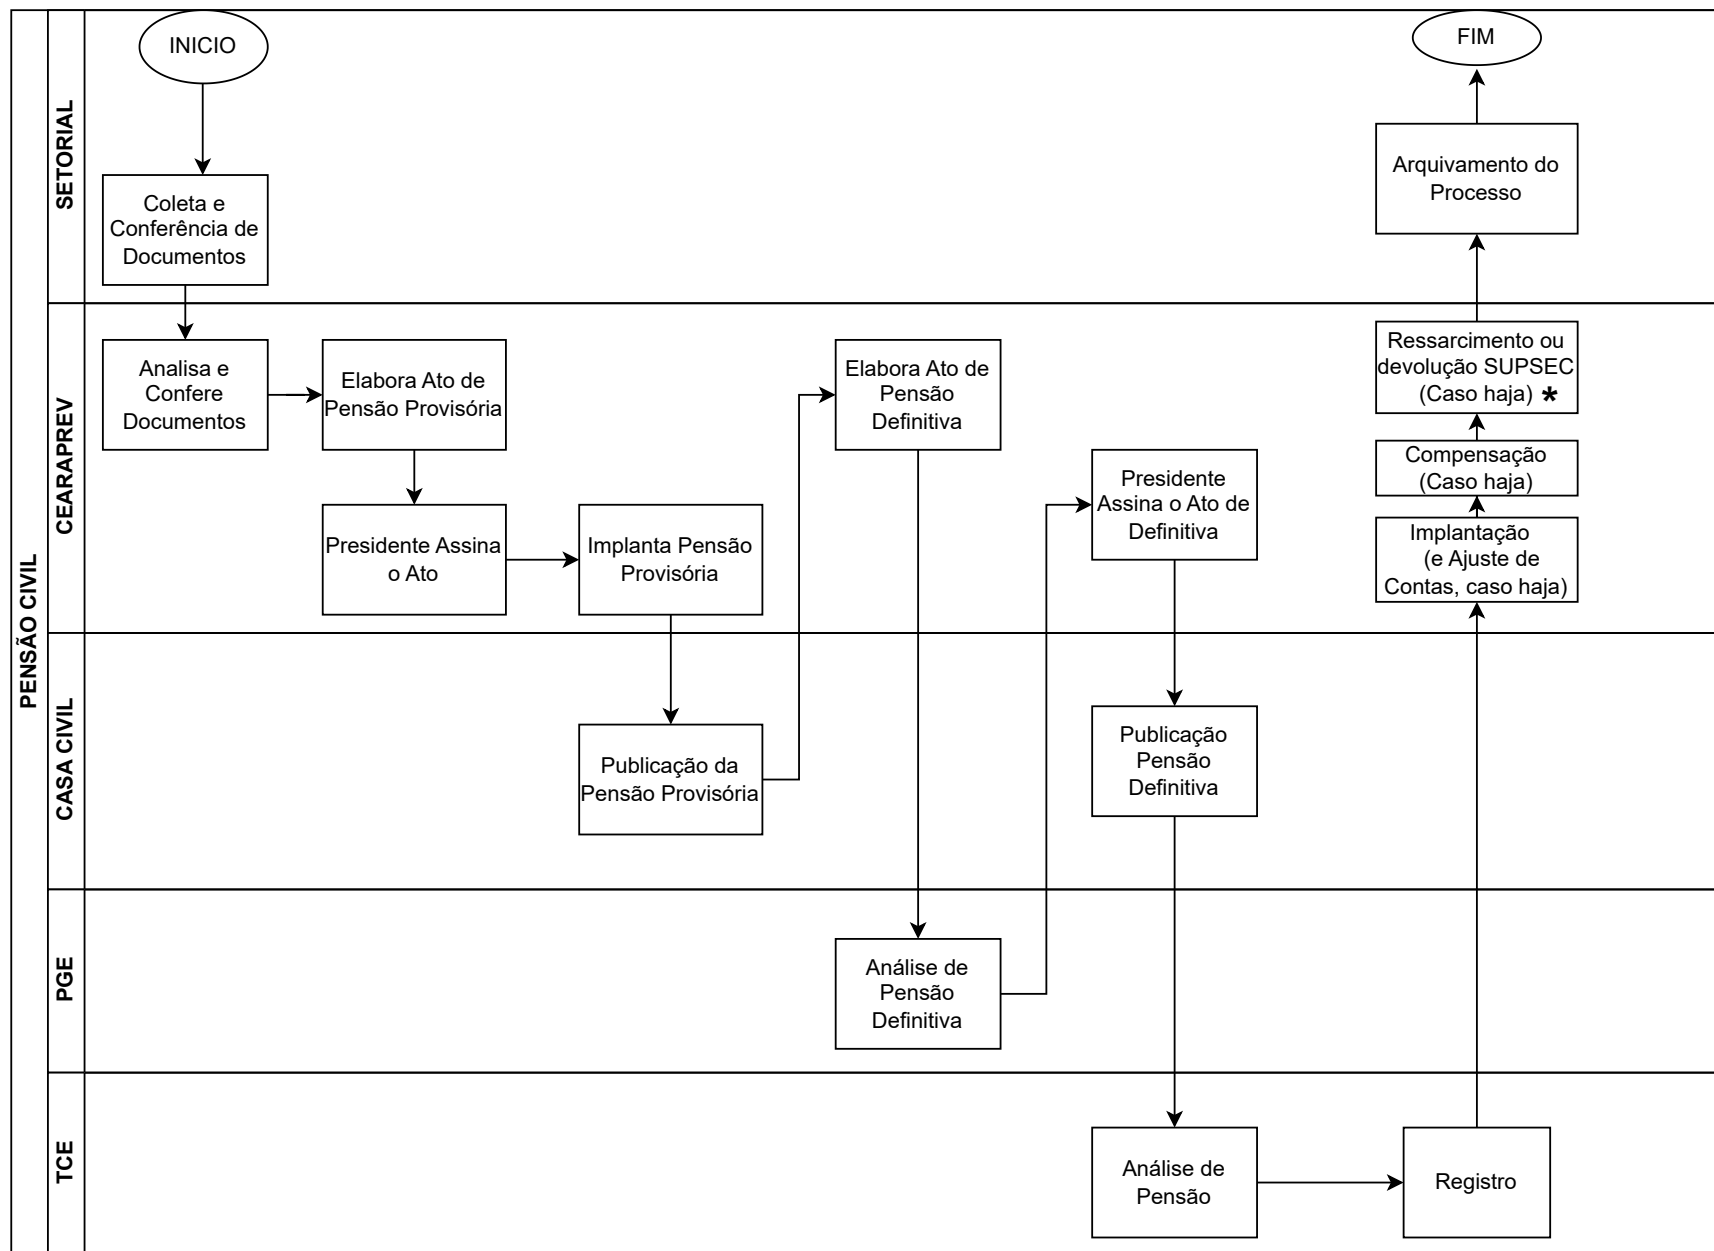 PENSÃO CIVIL
SETORIAL
INICIO
FIM
Coleta e
Conferência de
Documentos
Arquivamento do
Processo
CEARAPREV
Analisa e
Confere
Documentos
Elabora Ato de
Pensão Provisória
Presidente Assina
o Ato
Implanta Pensão
Provisória
Elabora Ato de
Pensão
Definitiva
Presidente
Assina o Ato de
Definitiva
Ressarcimento ou
devolução SUPSEC
(Caso haja) *
Compensação
(Caso haja)
Implantação
(e Ajuste de
Contas, caso haja)
CASA CIVIL
Publicação da
Pensão Provisória
Publicação
Pensão
Definitiva
PGE
Análise de
Pensão
Definitiva
TCE
Análise de
Pensão
Registro